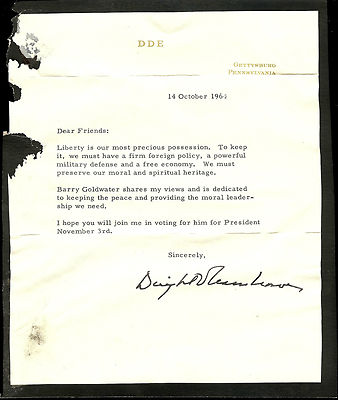 DDE
GETTYSBURG
PENNSYLVANIA
14 October 1964
Dear Friends:
Liberty is our most precious possession. To keep
it, we must have a firm foreign policy, a powerful
military defense and a free economy. We must
preserve our moral and spiritual heritage.
Barry Goldwater shares my views and is dedicated
to keeping the peace and providing the moral leader-
ship we need.
I hope you will join me in voting for him for President
November 3rd.
Sincerely,
Dwight D Eisenhower